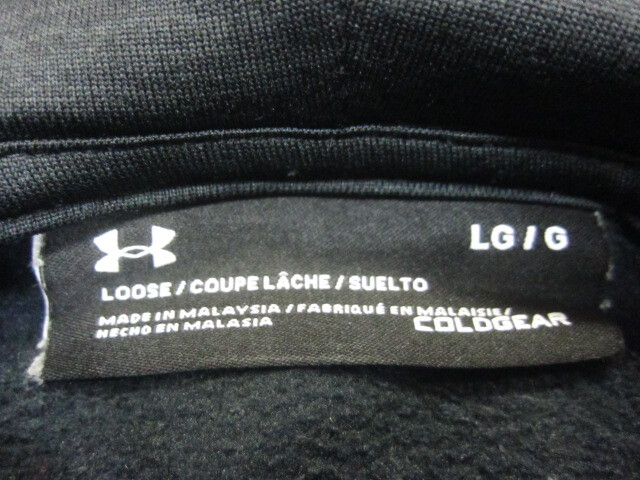 LG / G
LOOSE / COUPE LÂCHE / SUELTO
MADE IN MALAYSIA / FABRIQUÉ EN MALAISIE /
HECHO EN MALASIA
COLDGEAR